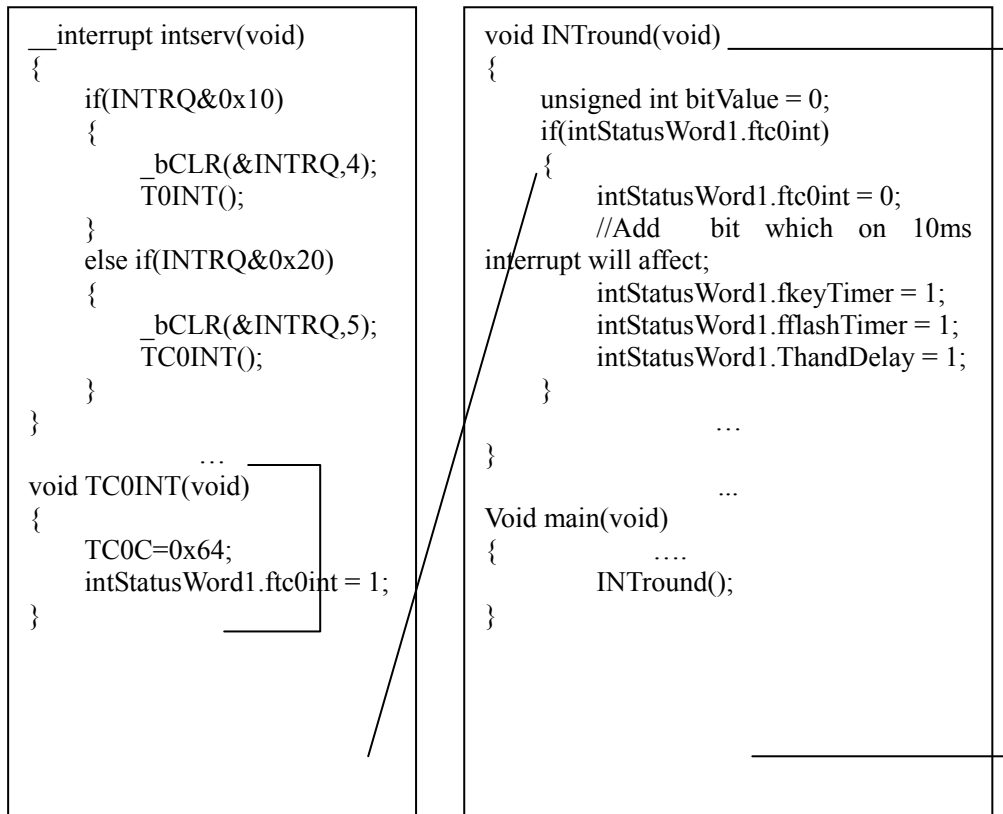 __interrupt intserv(void)
{
if(INTRQ&0x10)
{
_bCLR(&INTRQ,4);
T0INT();
}
else if(INTRQ&0x20)
{
_bCLR(&INTRQ,5);
TC0INT();
}
}
…
void TC0INT(void)
{
TC0C=0x64;
intStatusWord1.ftc0int = 1;
}
void INTround(void)
{
unsigned int bitValue = 0;
if(intStatusWord1.ftc0int)
{
intStatusWord1.ftc0int = 0;
//Add bit which on 10ms
interrupt will affect;
intStatusWord1.fkeyTimer = 1;
intStatusWord1.fflashTimer = 1;
intStatusWord1.ThandDelay = 1;
}
…
}
...
Void main(void)
{ ….
INTround();
}